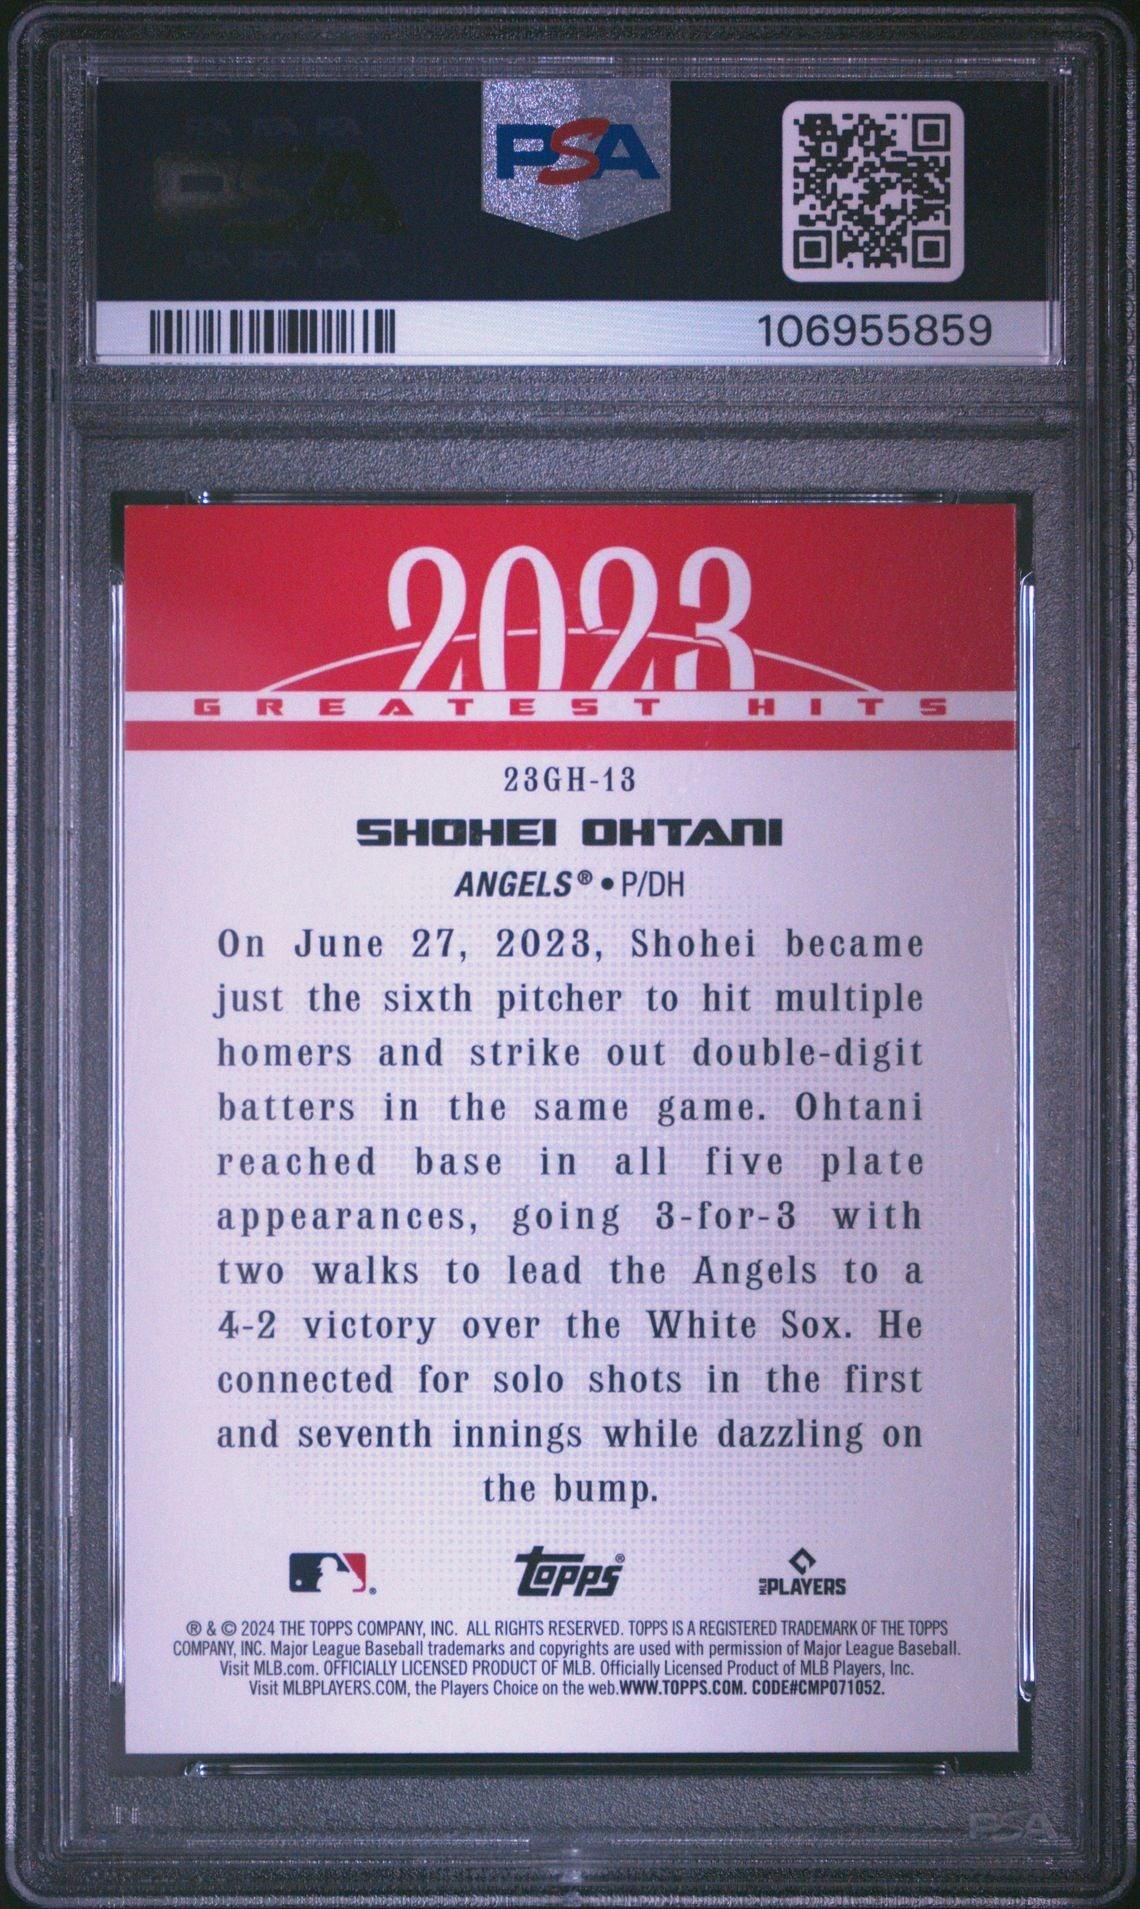 PSA
106955859
2023
GREATEST HITS
23GH-13
SHOHEI OHTANI
ANGELS® • P/DH
On June 27, 2023, Shohei became
just the sixth pitcher to hit multiple
homers and strike out double-digit
batters in the same game. Ohtani
reached base in all five plate
appearances, going 3-for-3 with
two walks to lead the Angels to a
4-2 victory over the White Sox. He
connected for solo shots in the first
and seventh innings while dazzling on
the bump.
Topps® MLB PLAYERS
® & © 2024 THE TOPPS COMPANY, INC. ALL RIGHTS RESERVED. TOPPS IS A REGISTERED TRADEMARK OF THE TOPPS
COMPANY, INC. Major League Baseball trademarks and copyrights are used with permission of Major League Baseball.
Visit MLB.com. OFFICIALLY LICENSED PRODUCT OF MLB. Officially Licensed Product of MLB Players, Inc.
Visit MLBPLAYERS.COM, the Players Choice on the web.WWW.TOPPS.COM. CODE#CMP071052.
PSA